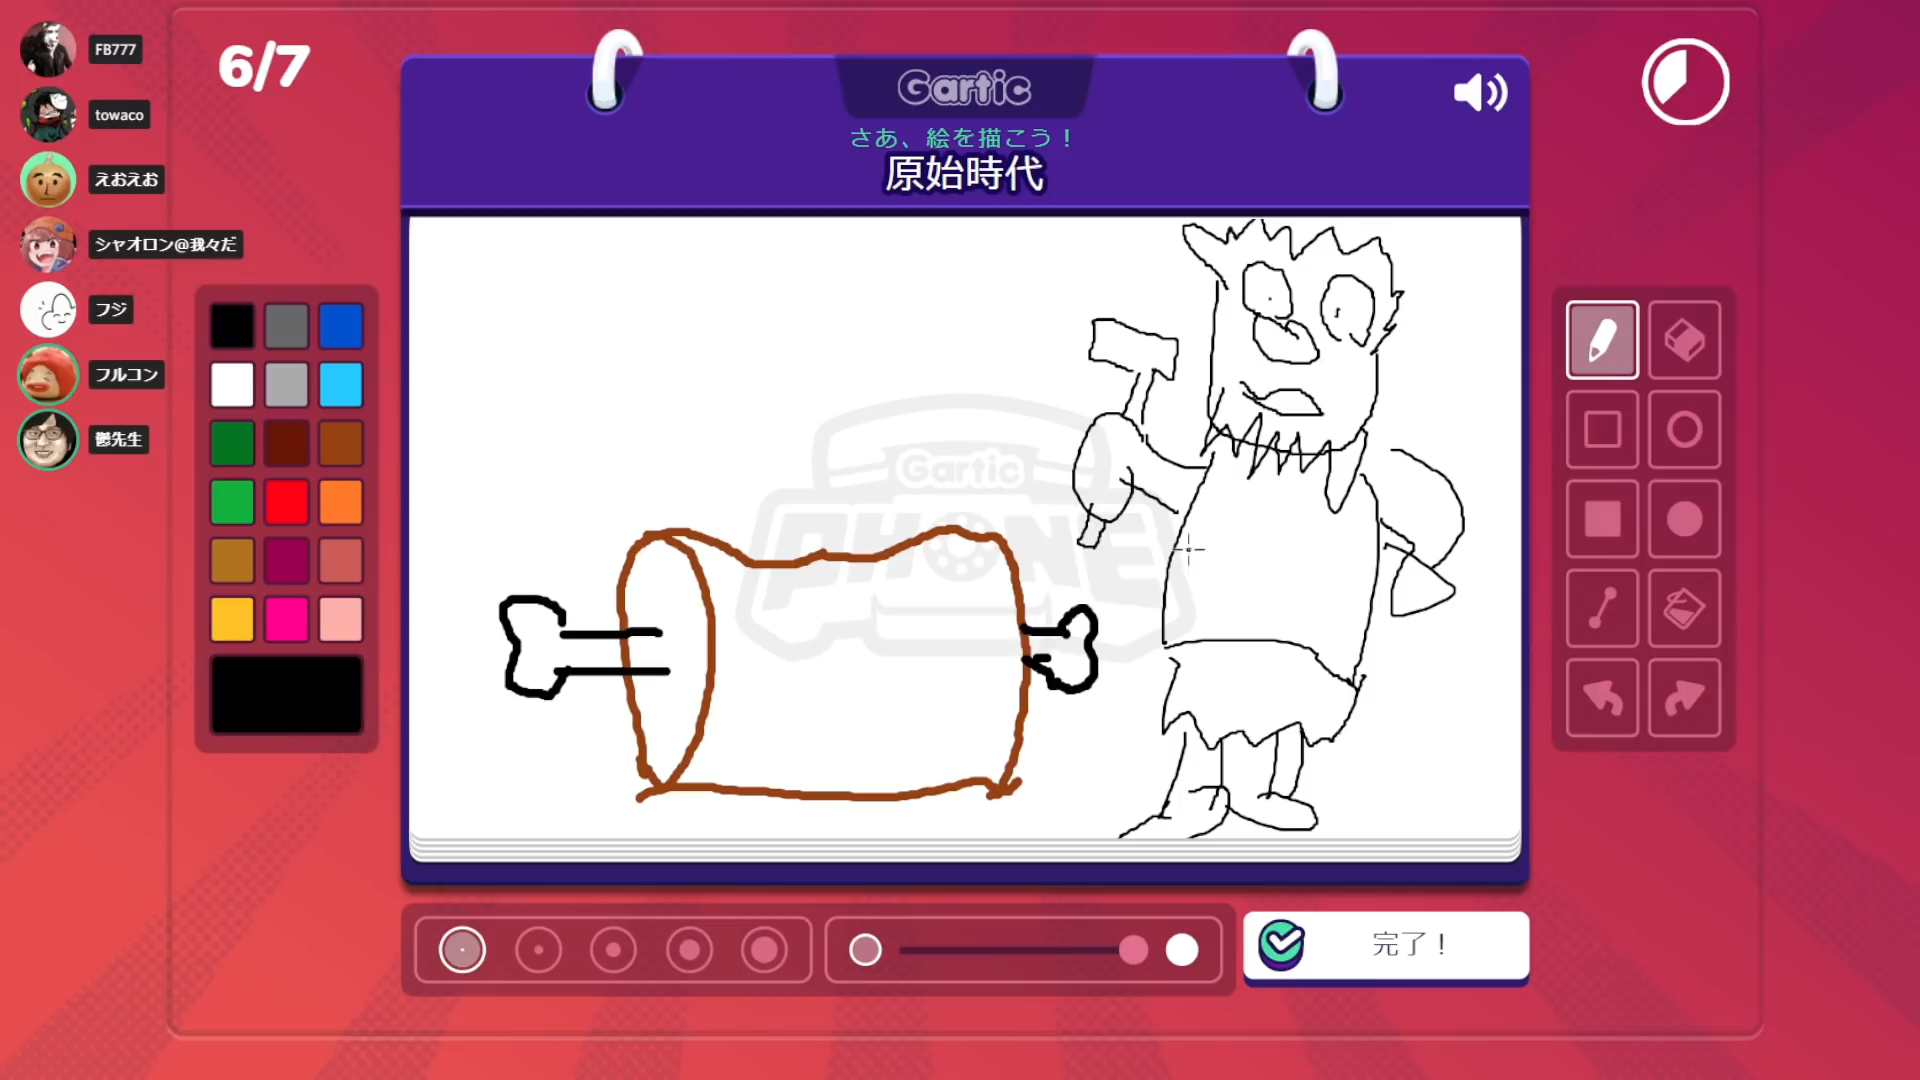 FB777
towaco
えおえお
シャオロン@我々だ
フジ
フルコン
鬱先生
6/7
Gartic
さあ、絵を描こう！
原始時代
Gartic
PHONE
完了！